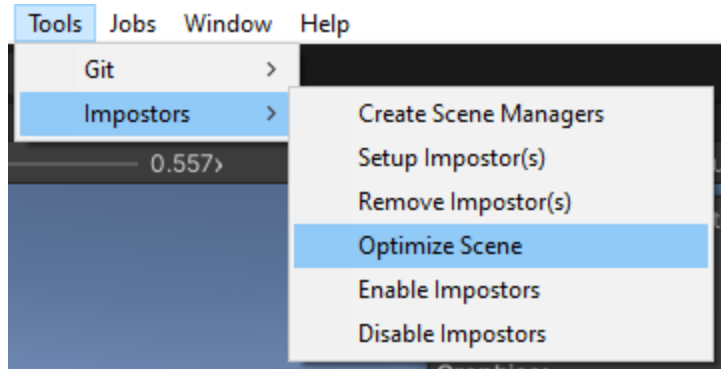 Tools Jobs Window Help
Git
Impostors
Create Scene Managers
0.557
Setup Impostor(s)
Remove Impostor(s)
Optimize Scene
Enable Impostors
Disable Impostors